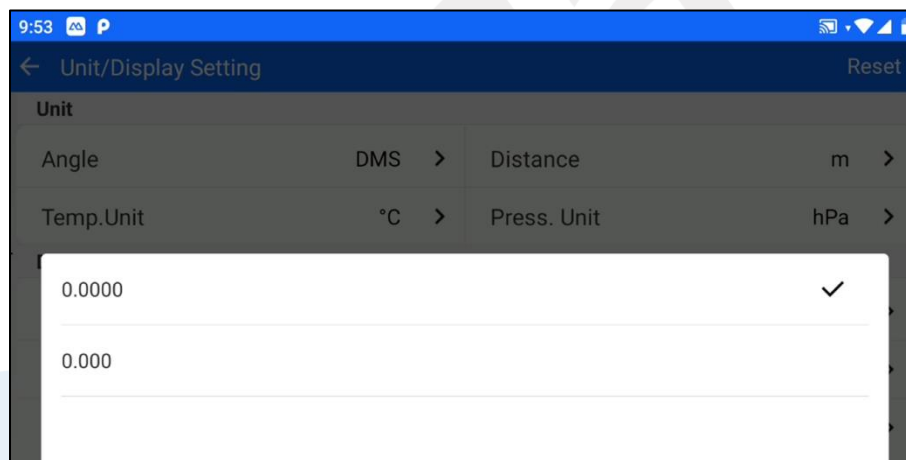 9:53
Unit/Display Setting Reset
Unit
Angle DMS Distance m
Temp.Unit °C Press. Unit hPa
0.0000
0.000